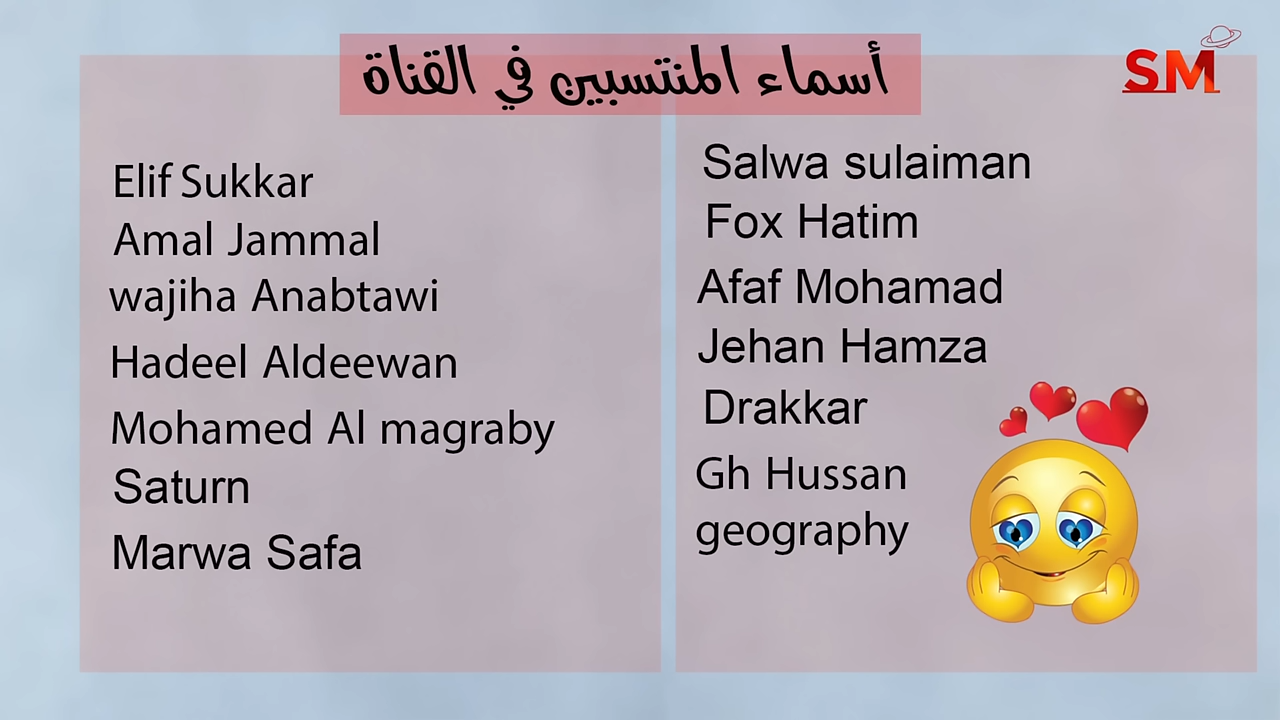 أسماء المنتسبين في القناة
SM
Elif Sukkar
Amal Jammal
wajiha Anabtawi
Hadeel Aldeewan
Mohamed Al magraby
Saturn
Marwa Safa
Salwa sulaiman
Fox Hatim
Afaf Mohamad
Jehan Hamza
Drakkar
Gh Hussan
geography